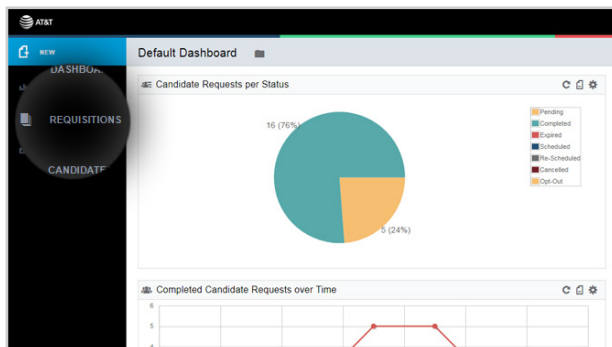 AT&T
NEW
Default Dashboard
DASHBOA
REQUISITIONS
CANDIDATE
Candidate Requests per Status
16 (76%)
5 (24%)
Pending
Completed
Expired
Scheduled
Re-Scheduled
Cancelled
Opt-Out
Completed Candidate Requests over Time
6
5
4